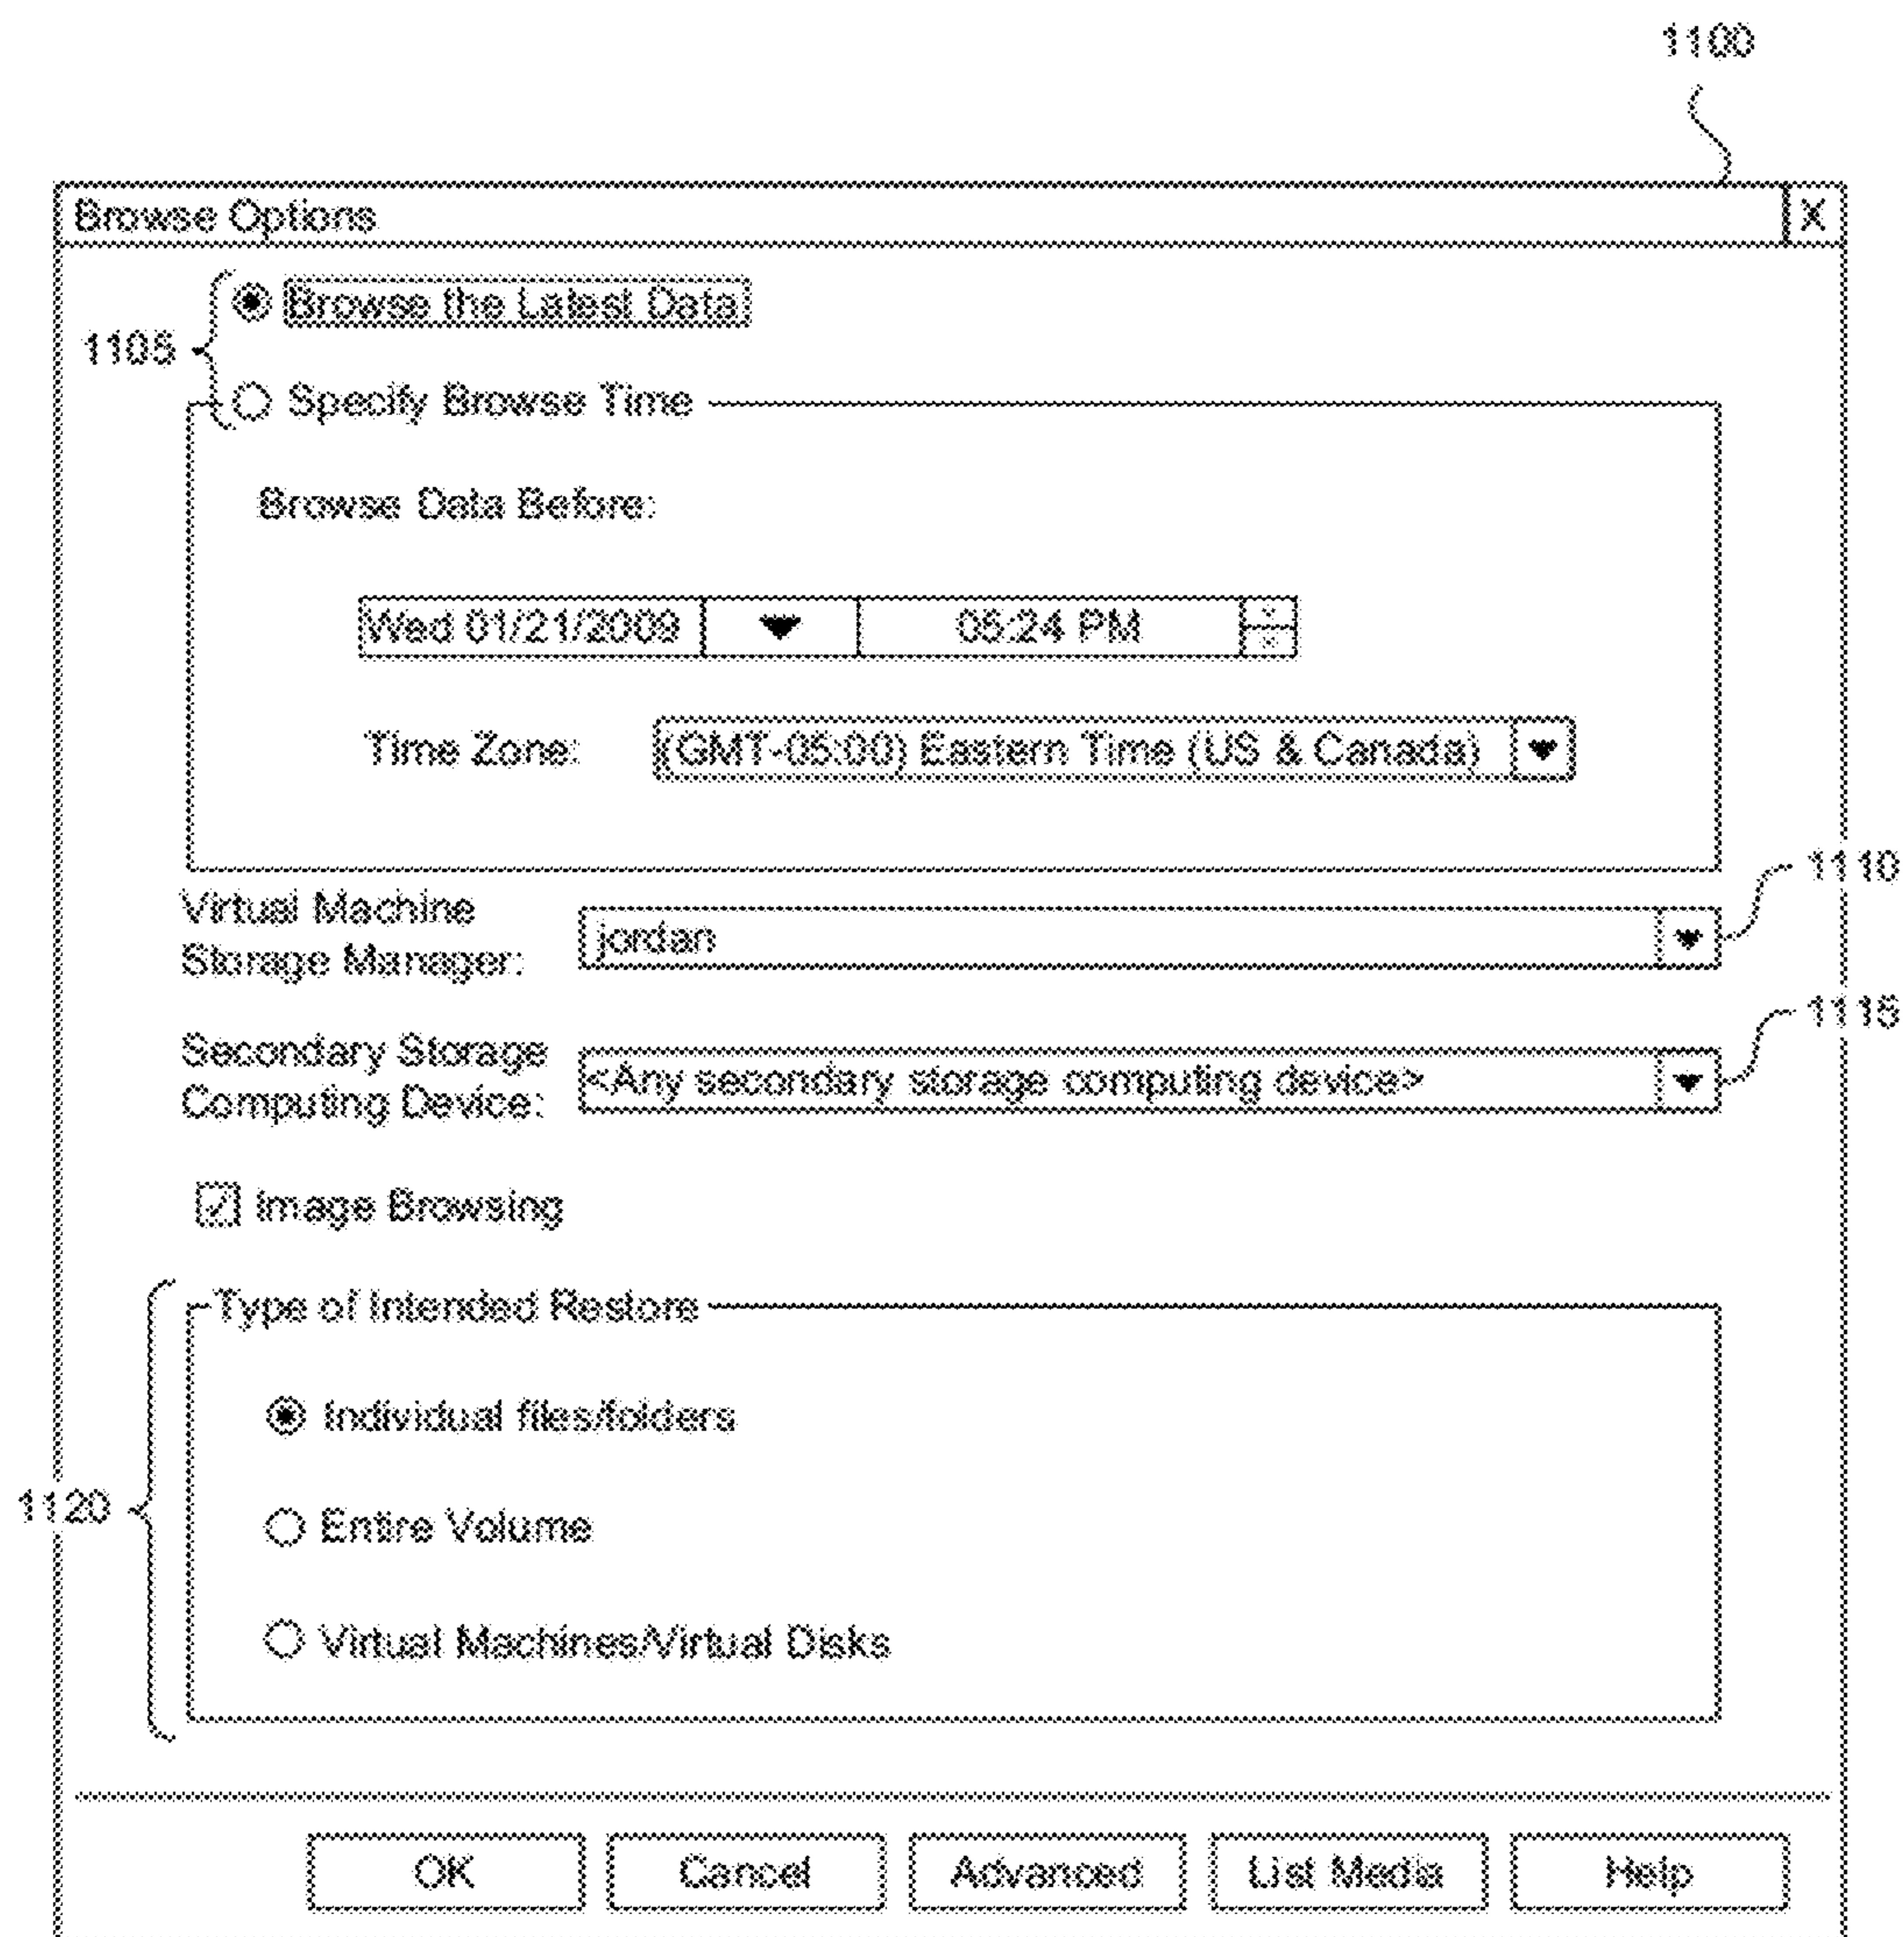 1100
Browse Options X
Browse the Latest Data
1105
Specify Browse Time
Browse Data Before:
Wed 01/21/2009 05:24 PM
Time Zone: (GMT-05:00) Eastern Time (US & Canada)
1110
Virtual Machine
Storage Manager: jordan
1115
Secondary Storage
Computing Device: <Any secondary storage computing device>
Image Browsing
Type of Intended Restore
Individual files/folders
1120
Entire Volume
Virtual Machines/Virtual Disks
OK Cancel Advanced List Media Help